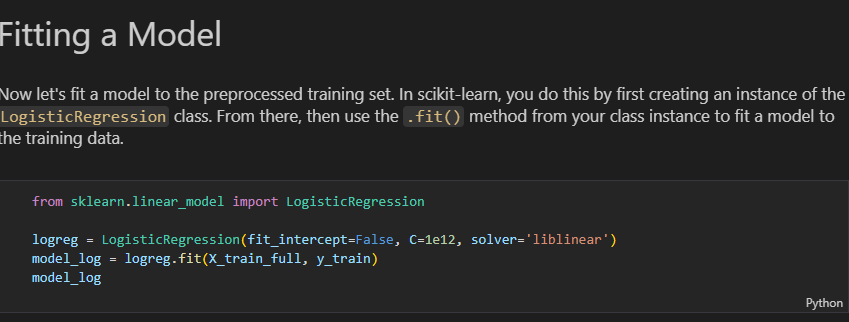 Fitting a Model
Now let's fit a model to the preprocessed training set. In scikit-learn, you do this by first creating an instance of the
LogisticRegression class. From there, then use the .fit() method from your class instance to fit a model to
the training data.
from sklearn.linear_model import LogisticRegression
logreg = LogisticRegression(fit_intercept=False, C=1e12, solver='liblinear')
model_log = logreg.fit(X_train_full, y_train)
model_log
Python